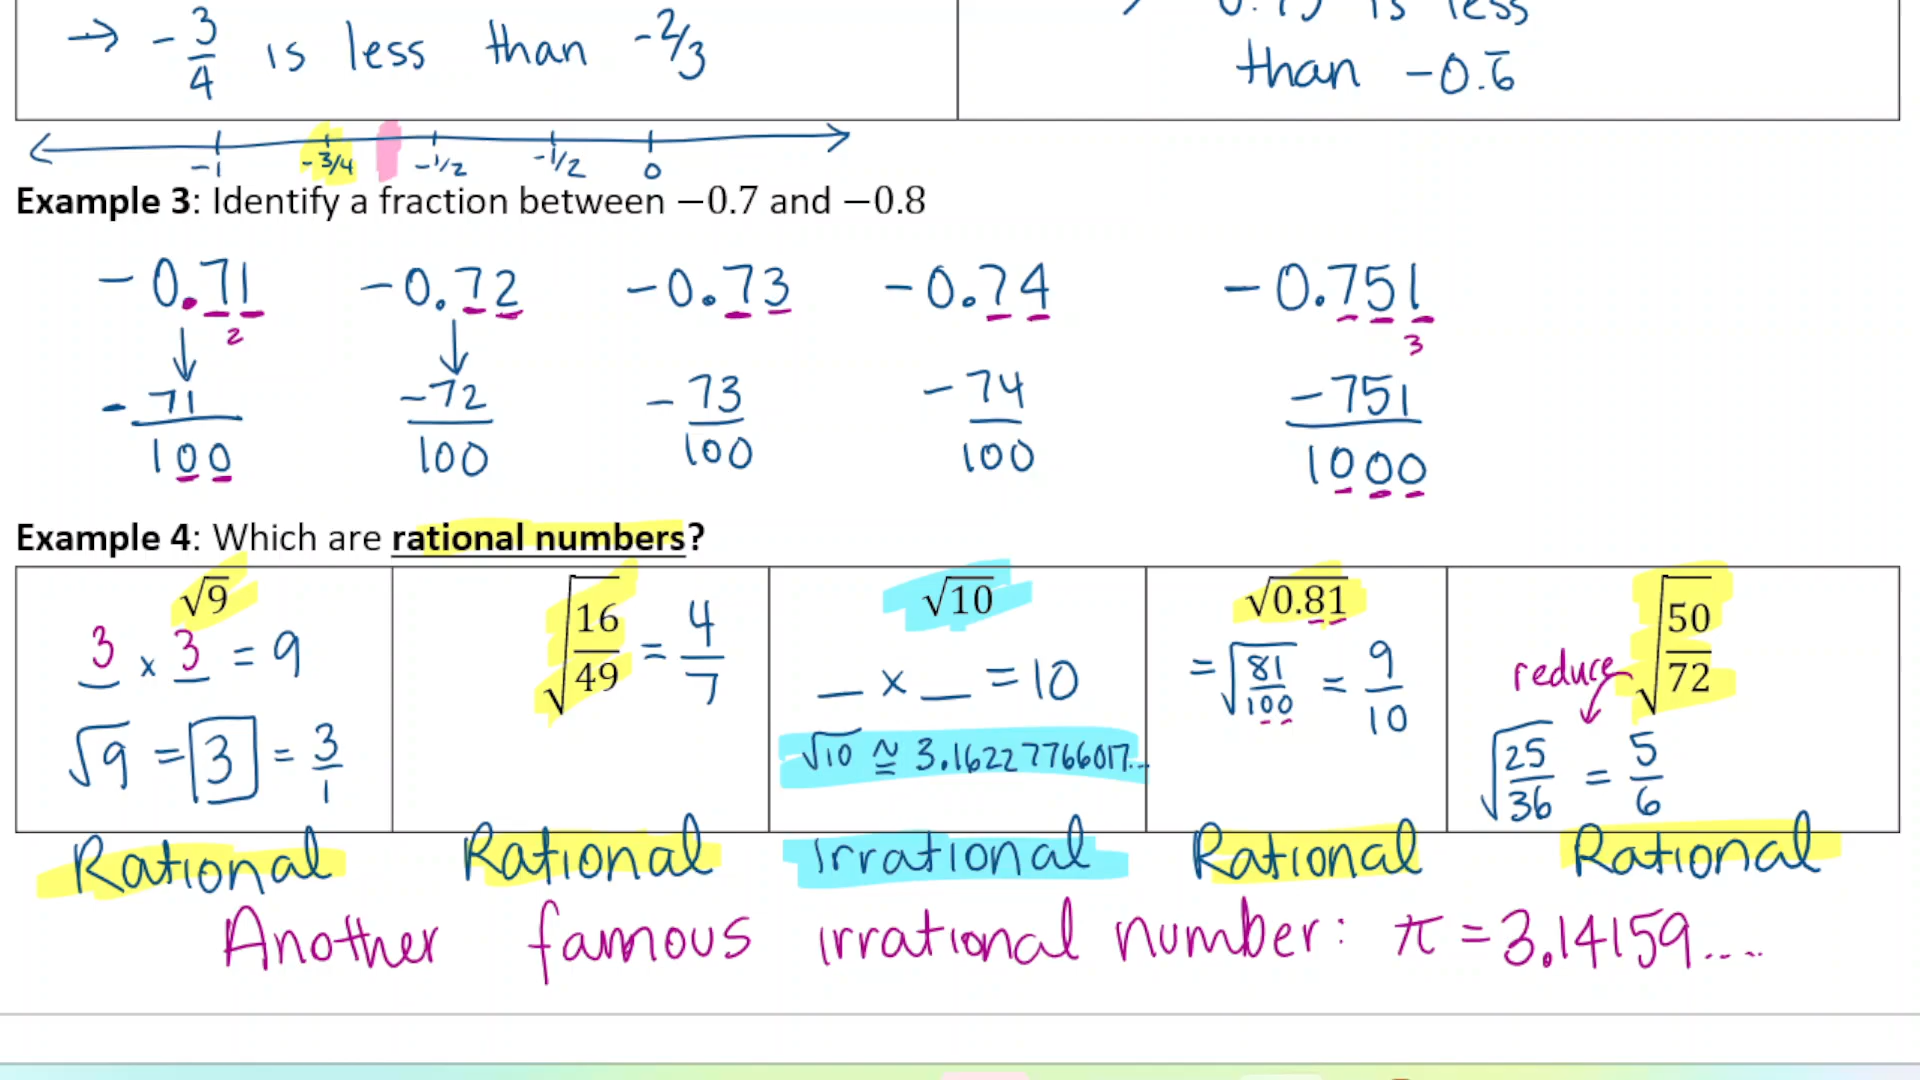 → -3/4 is less than -2/3
is less
than -0.6̅
-1 -3/4 -1/2 -1/2 0
Example 3: Identify a fraction between −0.7 and −0.8
-0.71 -0.72 -0.73 -0.74 -0.751
2 3
-71/100 -72/100 -73/100 -74/100 -751/1000
Example 4: Which are rational numbers?
√9 √(16/49) = 4/7 √10 √0.81 √(50/72)
3 × 3 = 9 _ × _ = 10 = √(81/100) = 9/10 reduce
√9 = 3 = 3/1 √10 ≅ 3.16227766017... √(25/36) = 5/6
Rational Rational Irrational Rational Rational
Another famous irrational number: π = 3.14159....